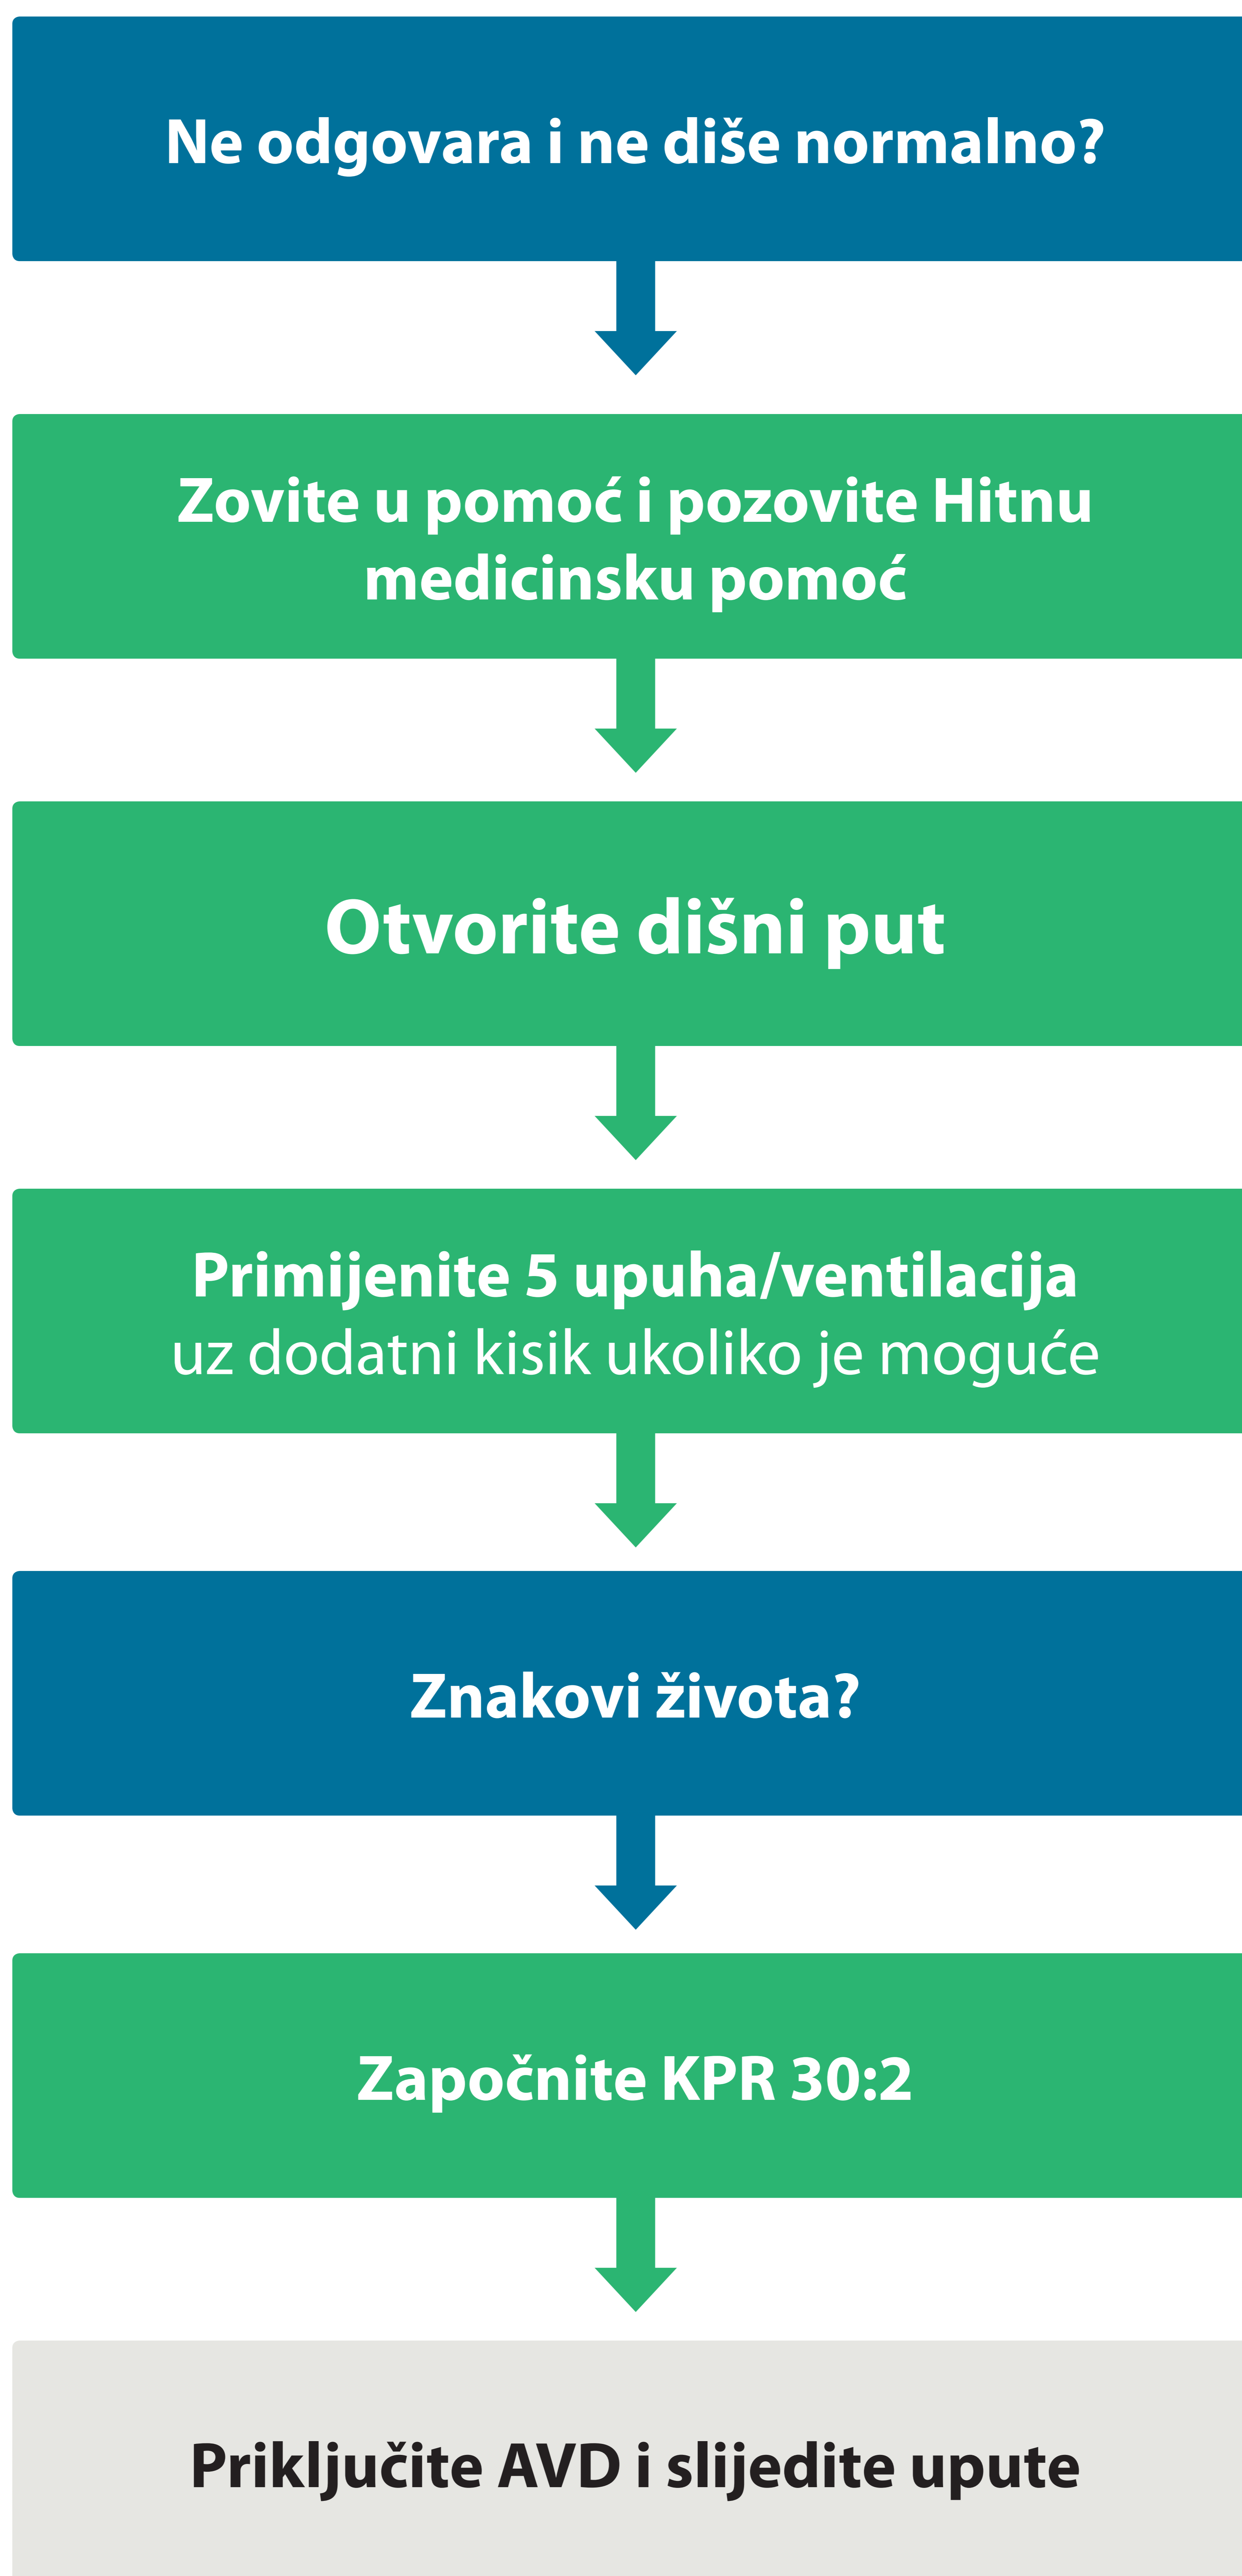 Ne odgovara i ne diše normalno?
Zovite u pomoć i pozovite Hitnu
medicinsku pomoć
Otvorite dišni put
Primijenite 5 upuha/ventilacija
uz dodatni kisik ukoliko je moguće
Znakovi života?
Započnite KPR 30:2
Priključite AVD i slijedite upute